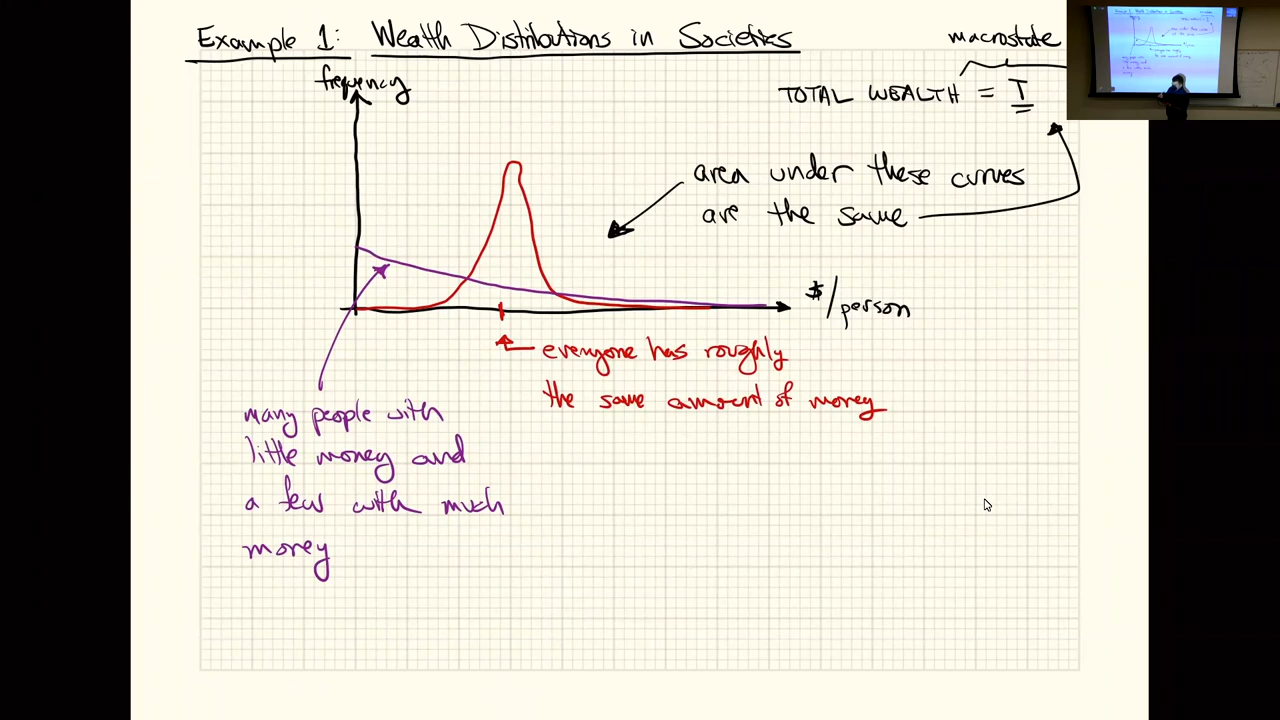 Example 1: Wealth Distributions in Societies
macrostate
frequency
TOTAL WEALTH = T
area under these curves
are the same
$/person
everyone has roughly
the same amount of money
many people with
little money and
a few with much
money